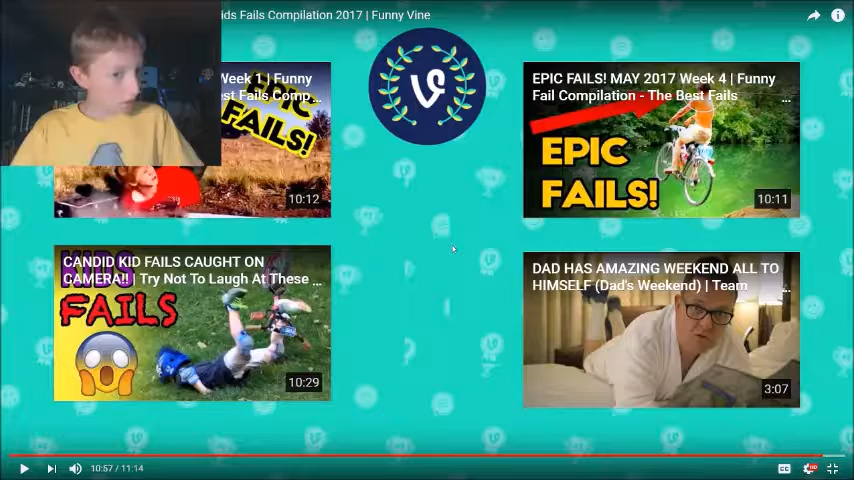 ids Fails Compilation 2017 | Funny Vine
Week 1 | Funny
st Fails Comp...
EPIC
FAILS!
10:12
EPIC FAILS! MAY 2017 Week 4 | Funny
Fail Compilation - The Best Fails
...
EPIC
FAILS!
10:11
CANDID KID FAILS CAUGHT ON
CAMERA!! | Try Not To Laugh At These ...
KIDS
FAILS
10:29
DAD HAS AMAZING WEEKEND ALL TO
HIMSELF (Dad's Weekend) | Team
...
3:07
10:57 / 11:14
CC
HD